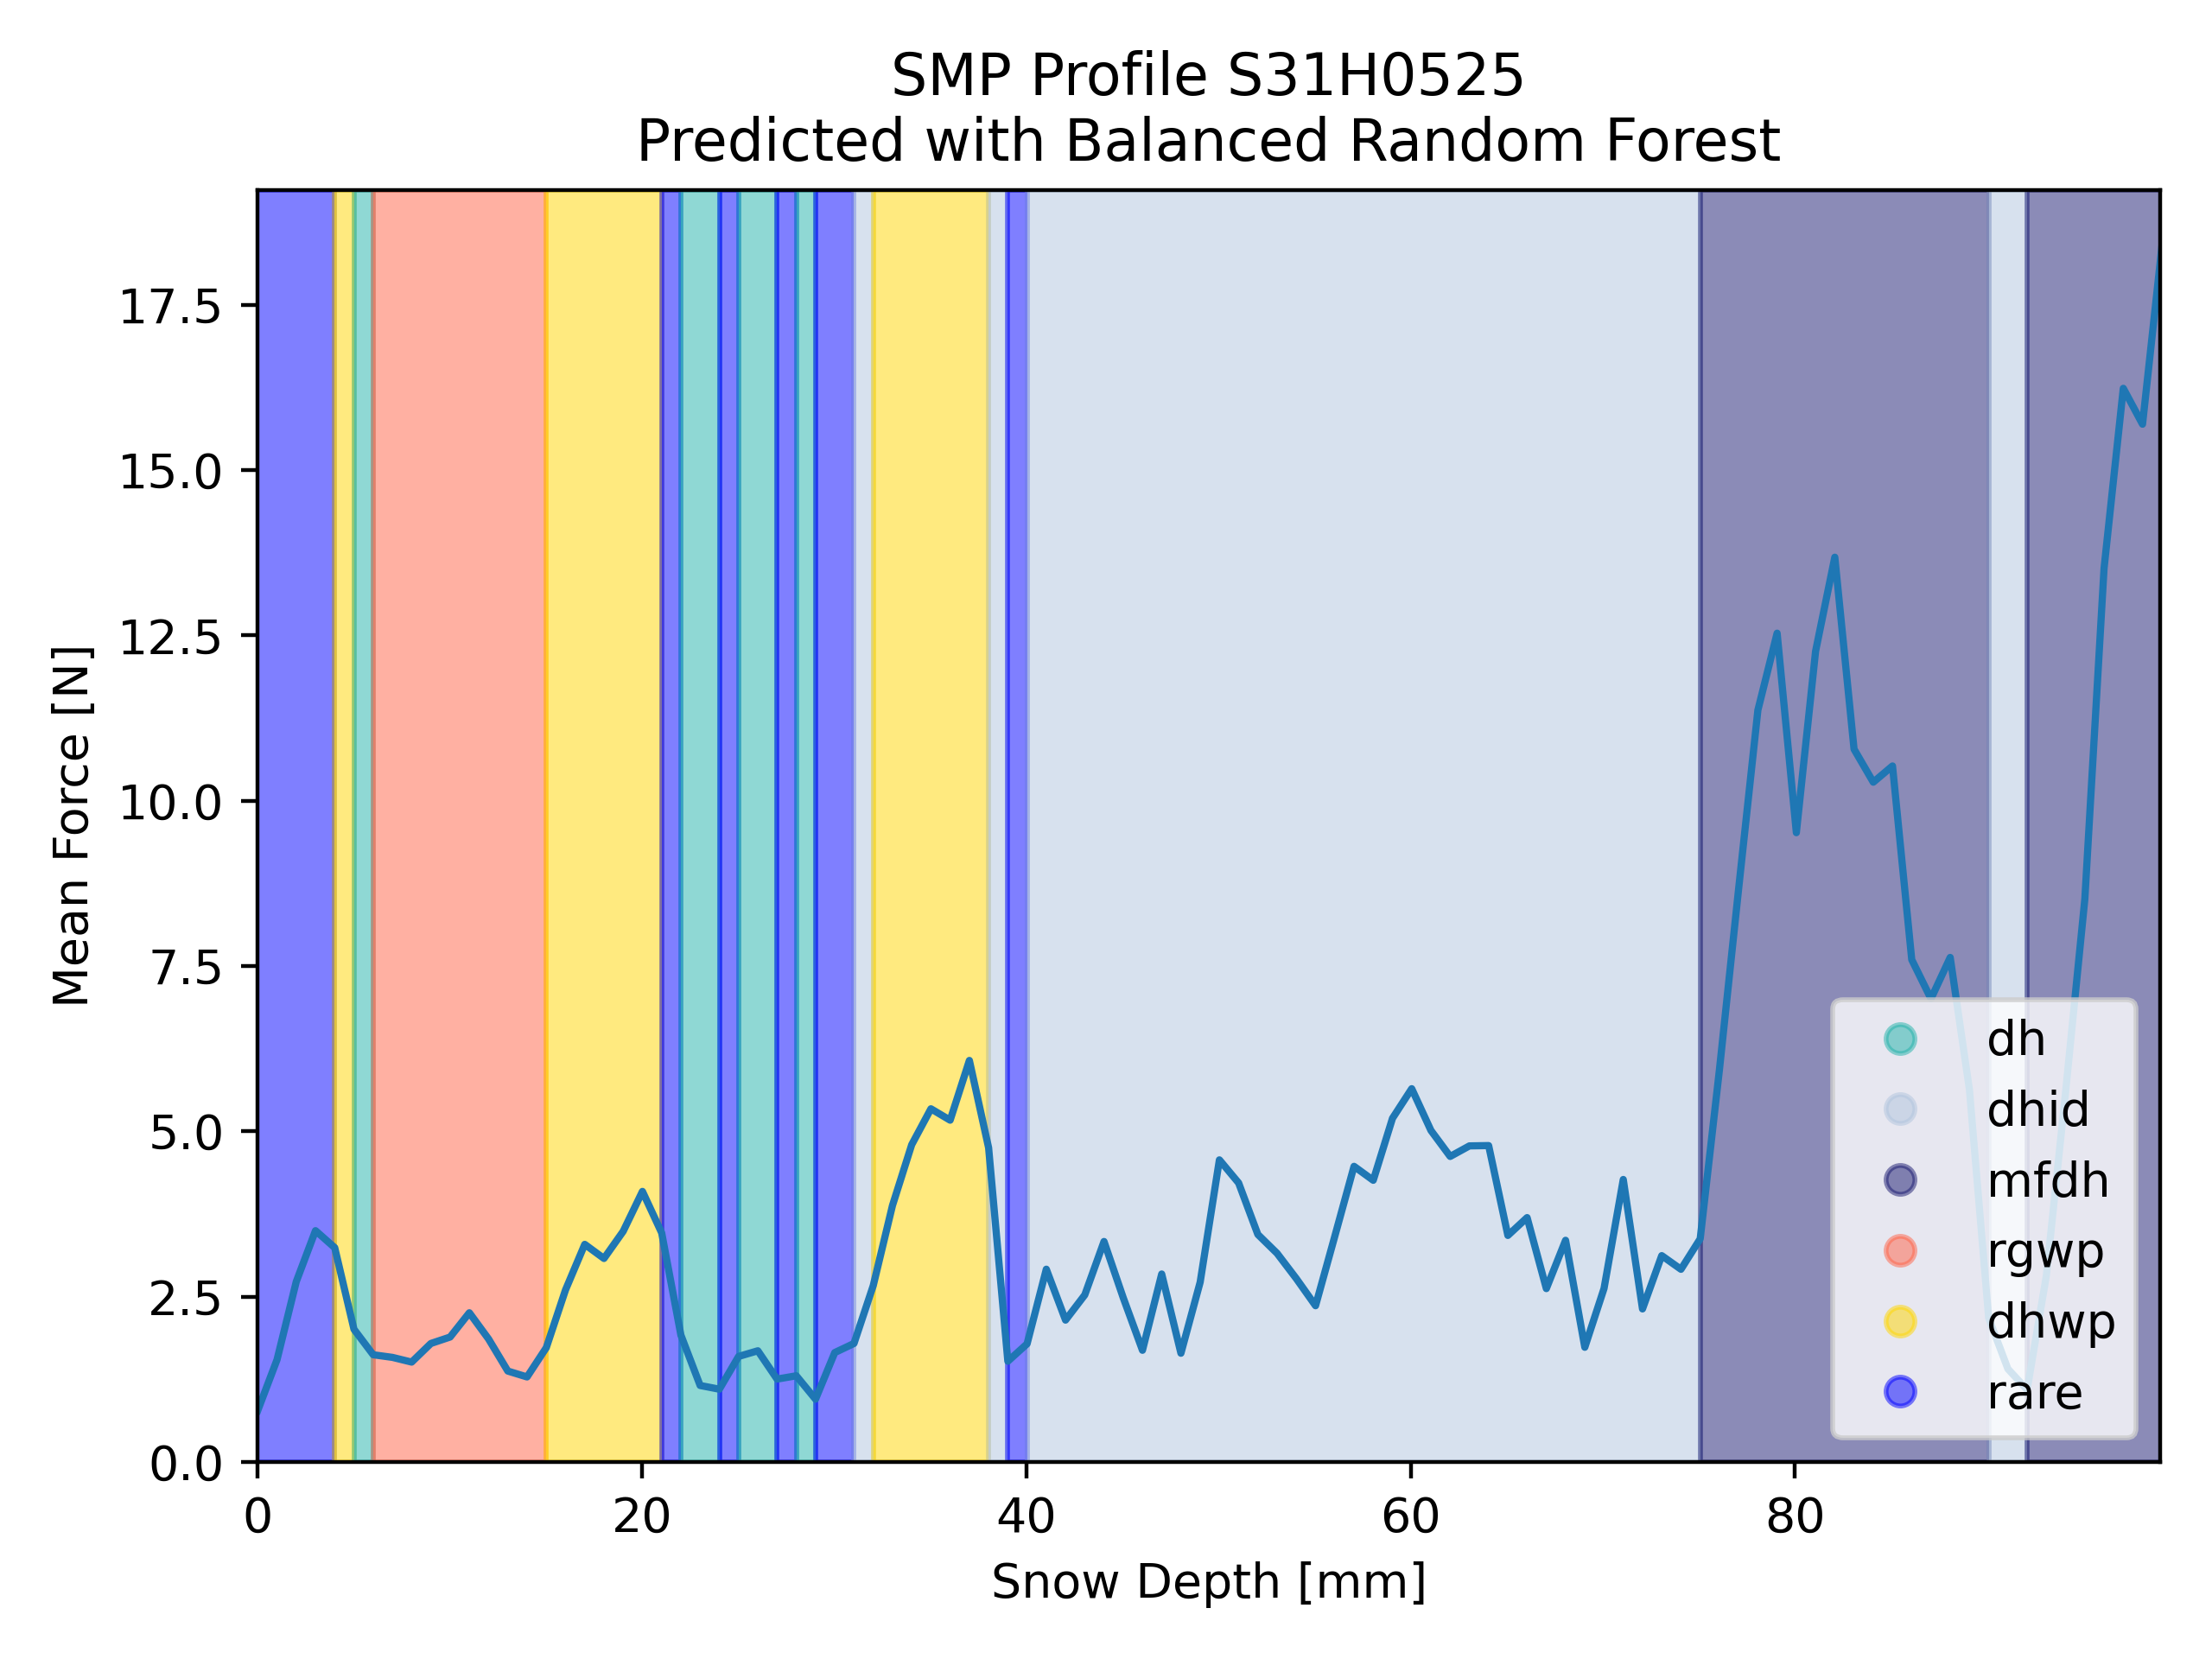 SMP Profile S31H0525
Predicted with Balanced Random Forest
17.5
15.0
12.5
10.0
7.5
5.0
2.5
0.0
Mean Force [N]
dh
dhid
mfdh
rgwp
dhwp
rare
0 20 40 60 80
Snow Depth [mm]